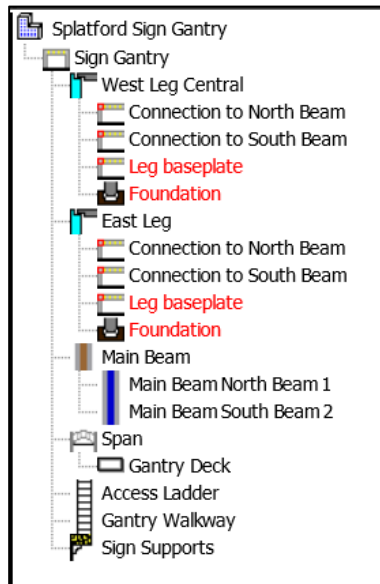 Splatford Sign Gantry
Sign Gantry
West Leg Central
Connection to North Beam
Connection to South Beam
Leg baseplate
Foundation
East Leg
Connection to North Beam
Connection to South Beam
Leg baseplate
Foundation
Main Beam
Main Beam North Beam 1
Main Beam South Beam 2
Span
Gantry Deck
Access Ladder
Gantry Walkway
Sign Supports